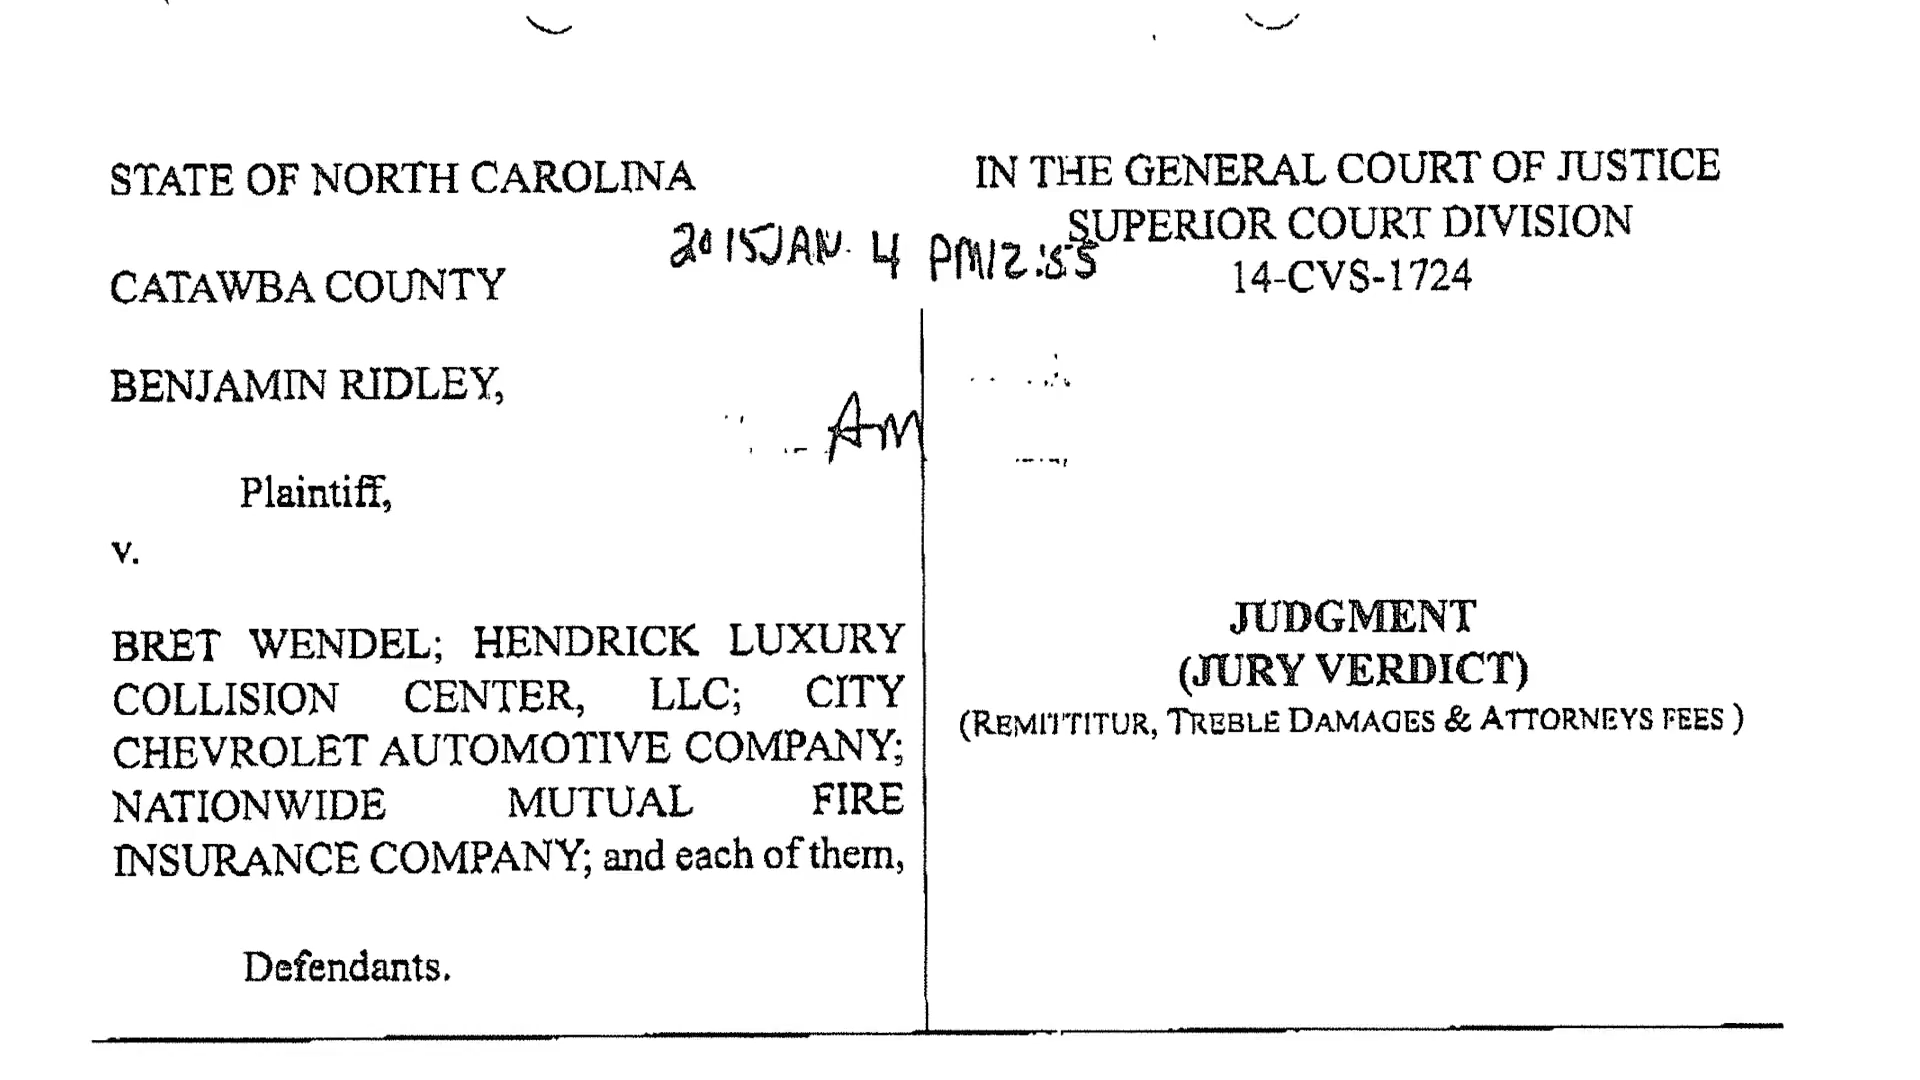 STATE OF NORTH CAROLINA
IN THE GENERAL COURT OF JUSTICE
SUPERIOR COURT DIVISION
2015 JAN. 4 PM 12:55
14-CVS-1724
CATAWBA COUNTY
BENJAMIN RIDLEY,
AM
Plaintiff,
v.
BRET WENDEL; HENDRICK LUXURY
COLLISION CENTER, LLC; CITY
CHEVROLET AUTOMOTIVE COMPANY;
NATIONWIDE MUTUAL FIRE
INSURANCE COMPANY; and each of them,
Defendants.
JUDGMENT
(JURY VERDICT)
(REMITTITUR, TREBLE DAMAGES & ATTORNEYS FEES )